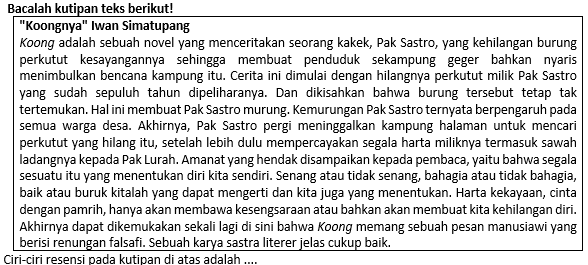 Bacalah kutipan teks berikut!
"Koongnya" Iwan Simatupang
Koong adalah sebuah novel yang menceritakan seorang kakek, Pak Sastro, yang kehilangan burung
perkutut kesayangannya sehingga membuat penduduk sekampung geger bahkan nyaris
menimbulkan bencana kampung itu. Cerita ini dimulai dengan hilangnya perkutut milik Pak Sastro
yang sudah sepuluh tahun dipeliharanya. Dan dikisahkan bahwa burung tersebut tetap tak
tertemukan. Hal ini membuat Pak Sastro murung. Kemurungan Pak Sastro ternyata berpengaruh pada
semua warga desa. Akhirnya, Pak Sastro pergi meninggalkan kampung halaman untuk mencari
perkutut yang hilang itu, setelah lebih dulu mempercayakan segala harta miliknya termasuk sawah
ladangnya kepada Pak Lurah. Amanat yang hendak disampaikan kepada pembaca, yaitu bahwa segala
sesuatu itu yang menentukan diri kita sendiri. Senang atau tidak senang, bahagia atau tidak bahagia,
baik atau buruk kitalah yang dapat mengerti dan kita juga yang menentukan. Harta kekayaan, cinta
dengan pamrih, hanya akan membawa kesengsaraan atau bahkan akan membuat kita kehilangan diri.
Akhirnya dapat dikemukakan sekali lagi di sini bahwa Koong memang sebuah pesan manusiawi yang
berisi renungan falsafi. Sebuah karya sastra literer jelas cukup baik.
Ciri-ciri resensi pada kutipan di atas adalah ....